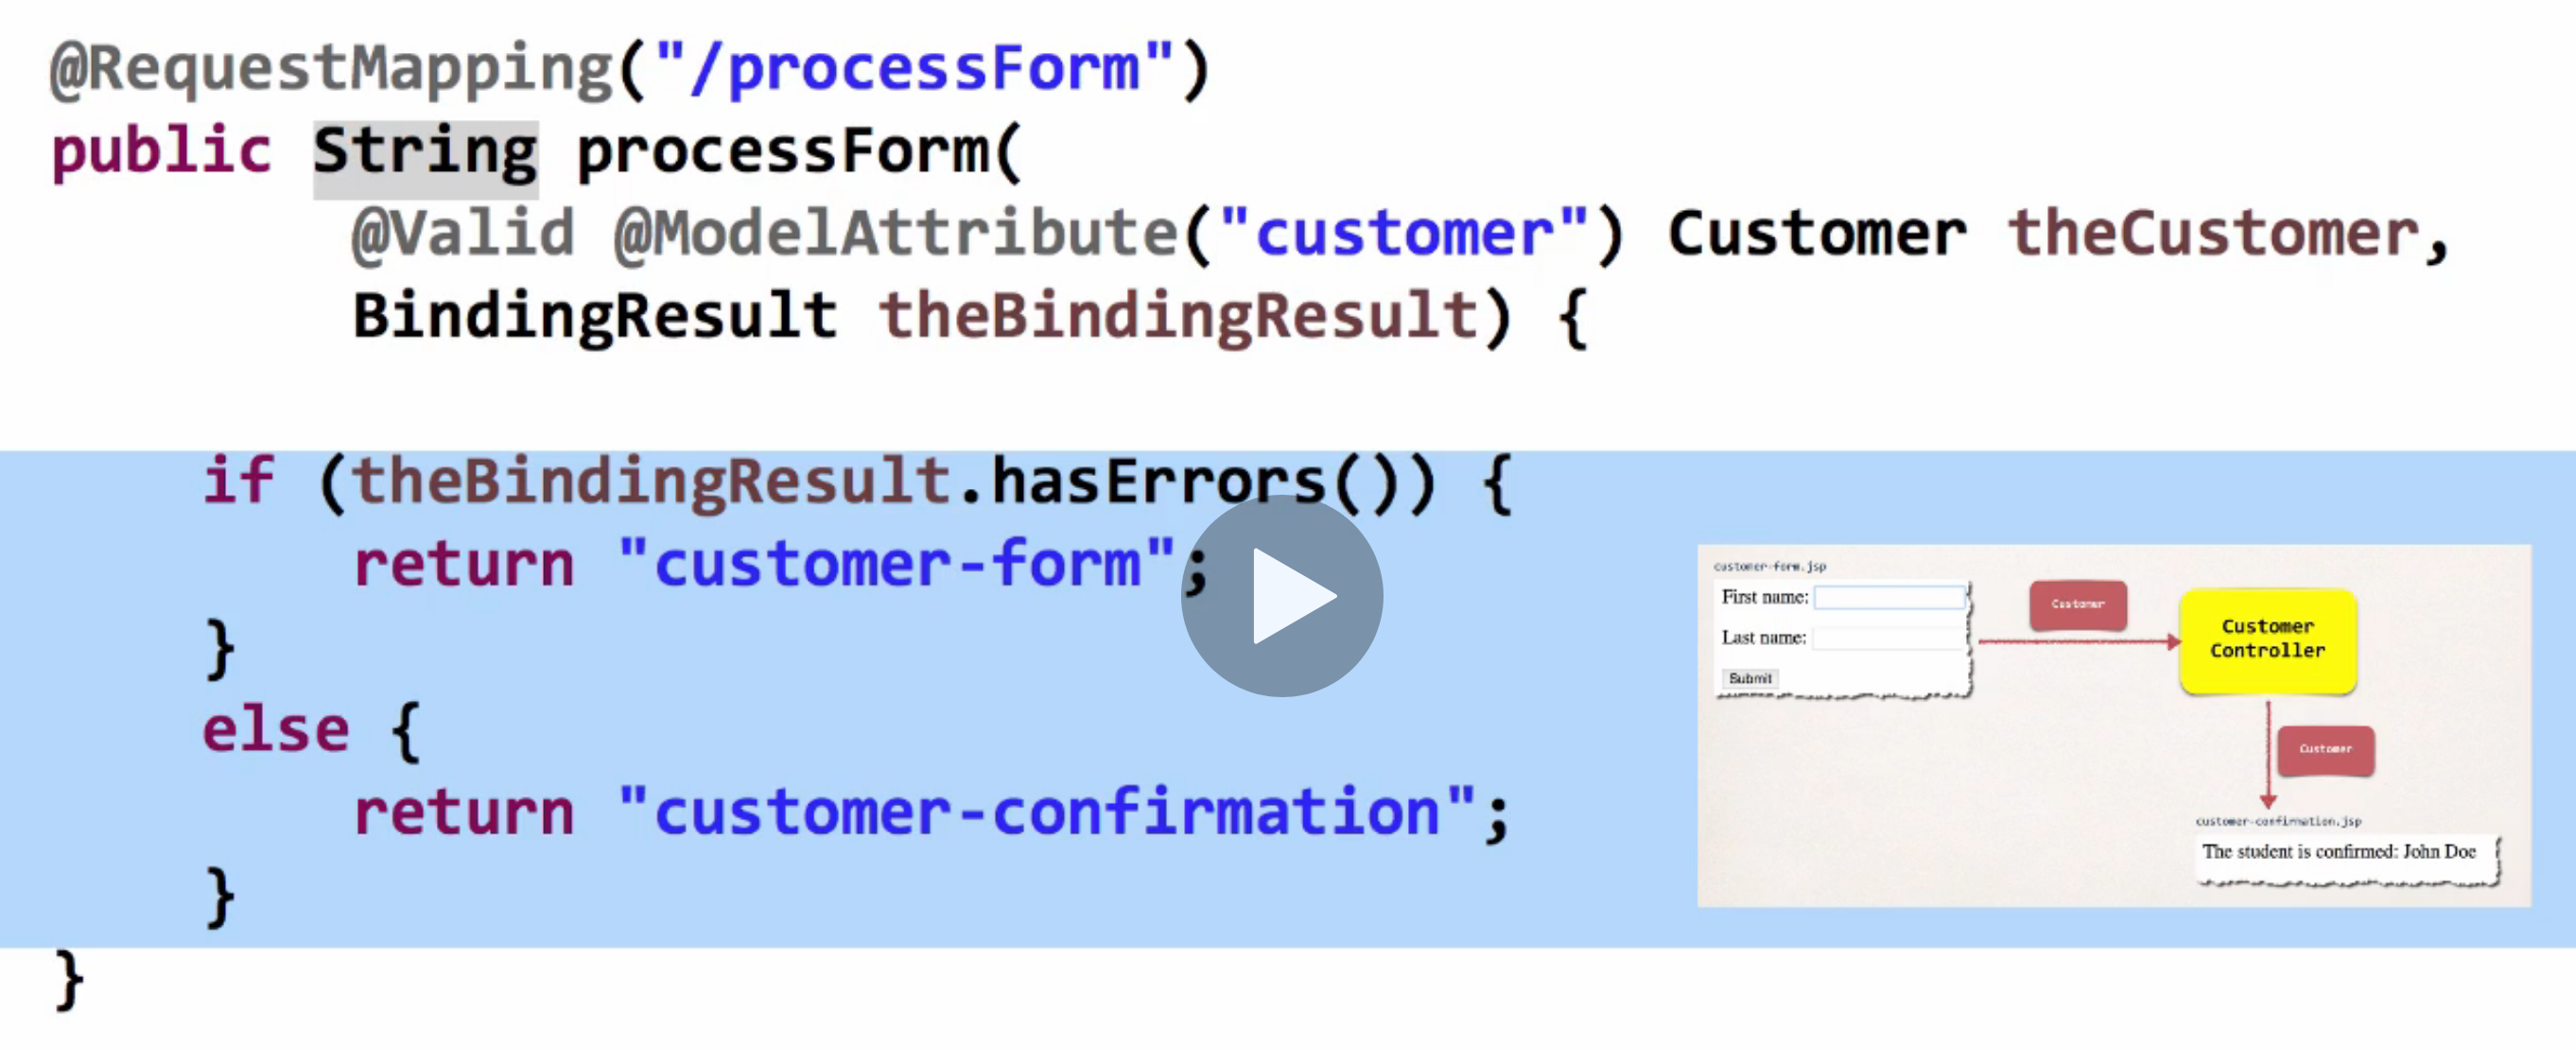 @RequestMapping("/processForm")
public String processForm(
@Valid @ModelAttribute("customer") Customer theCustomer,
BindingResult theBindingResult) {
if (theBindingResult.hasErrors()) {
return "customer-form";
}
else {
return "customer-confirmation";
}
}
customer-form.jsp
First name:
Last name:
Submit
Customer
Customer
Controller
Customer
customer-confirmation.jsp
The student is confirmed: John Doe